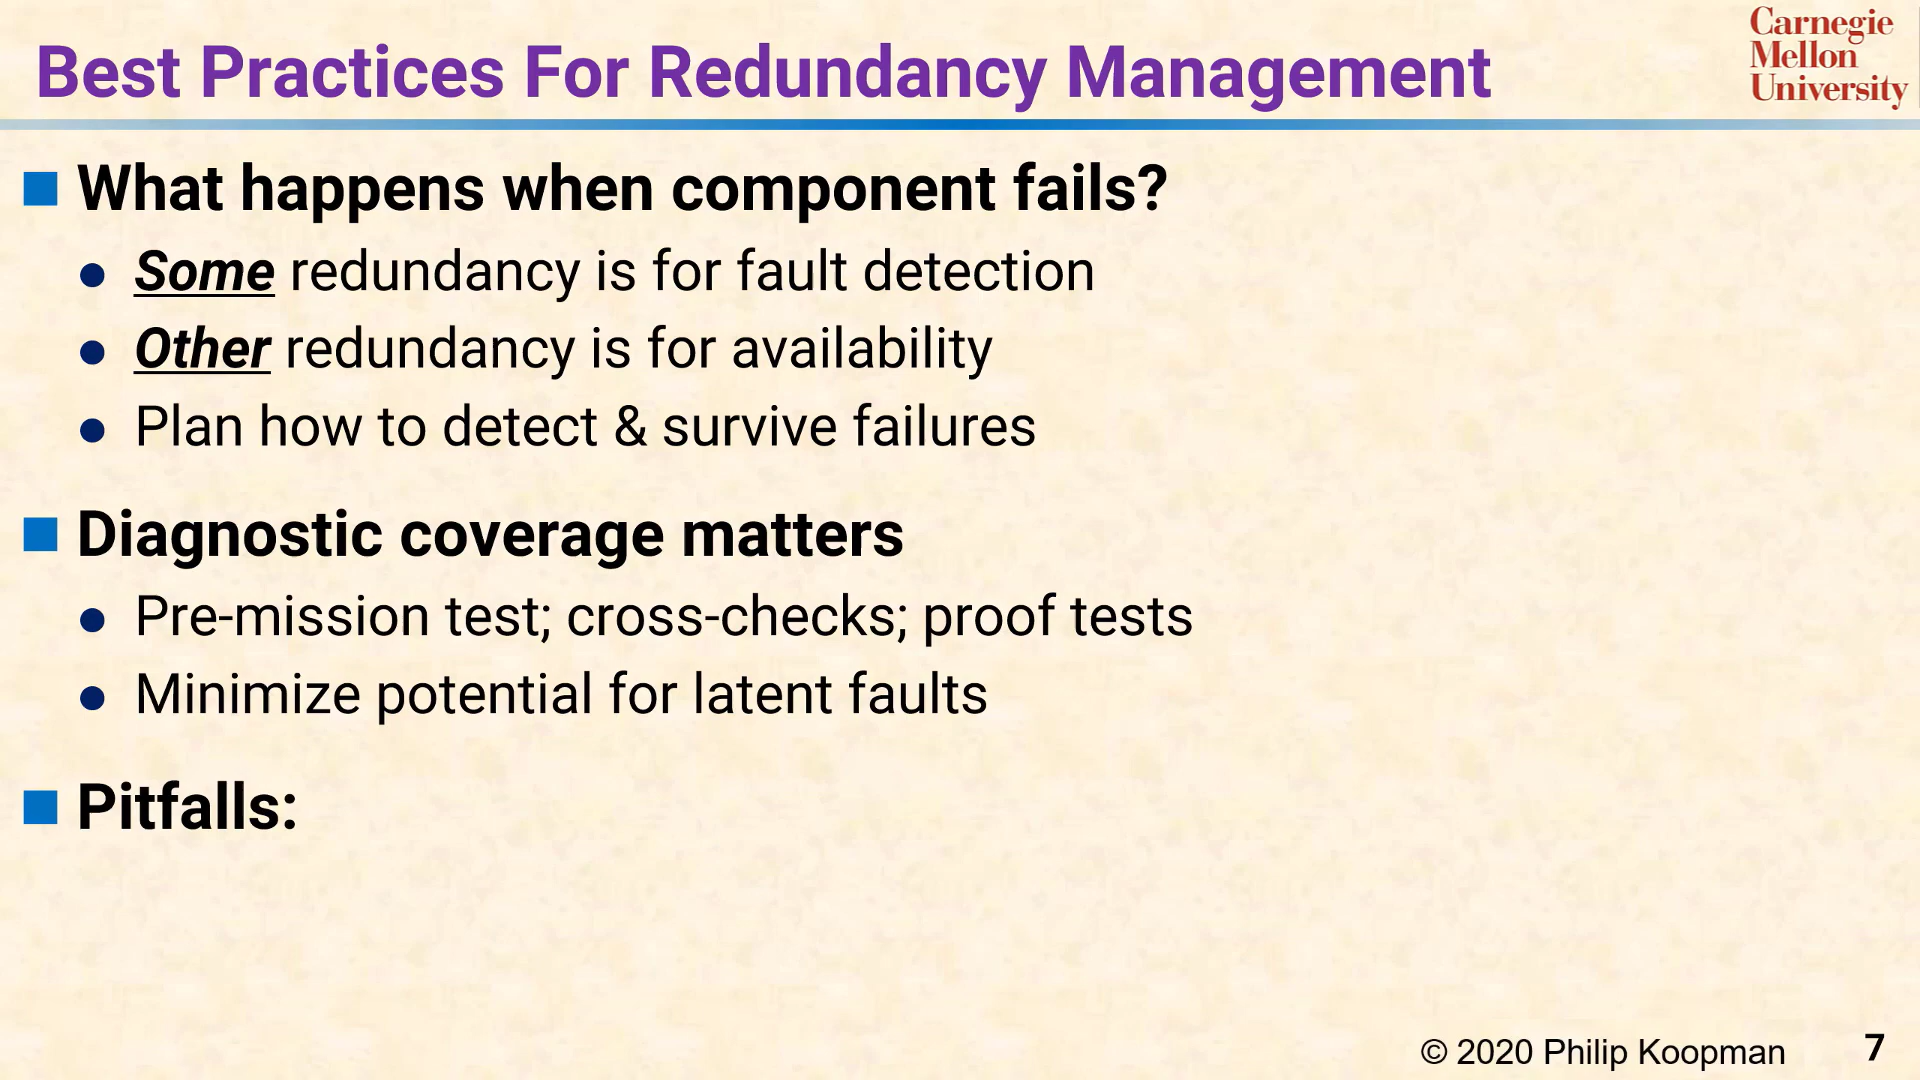 Best Practices For Redundancy Management
Carnegie
Mellon
University
What happens when component fails?
Some redundancy is for fault detection
Other redundancy is for availability
Plan how to detect & survive failures
Diagnostic coverage matters
Pre-mission test; cross-checks; proof tests
Minimize potential for latent faults
Pitfalls:
© 2020 Philip Koopman
7